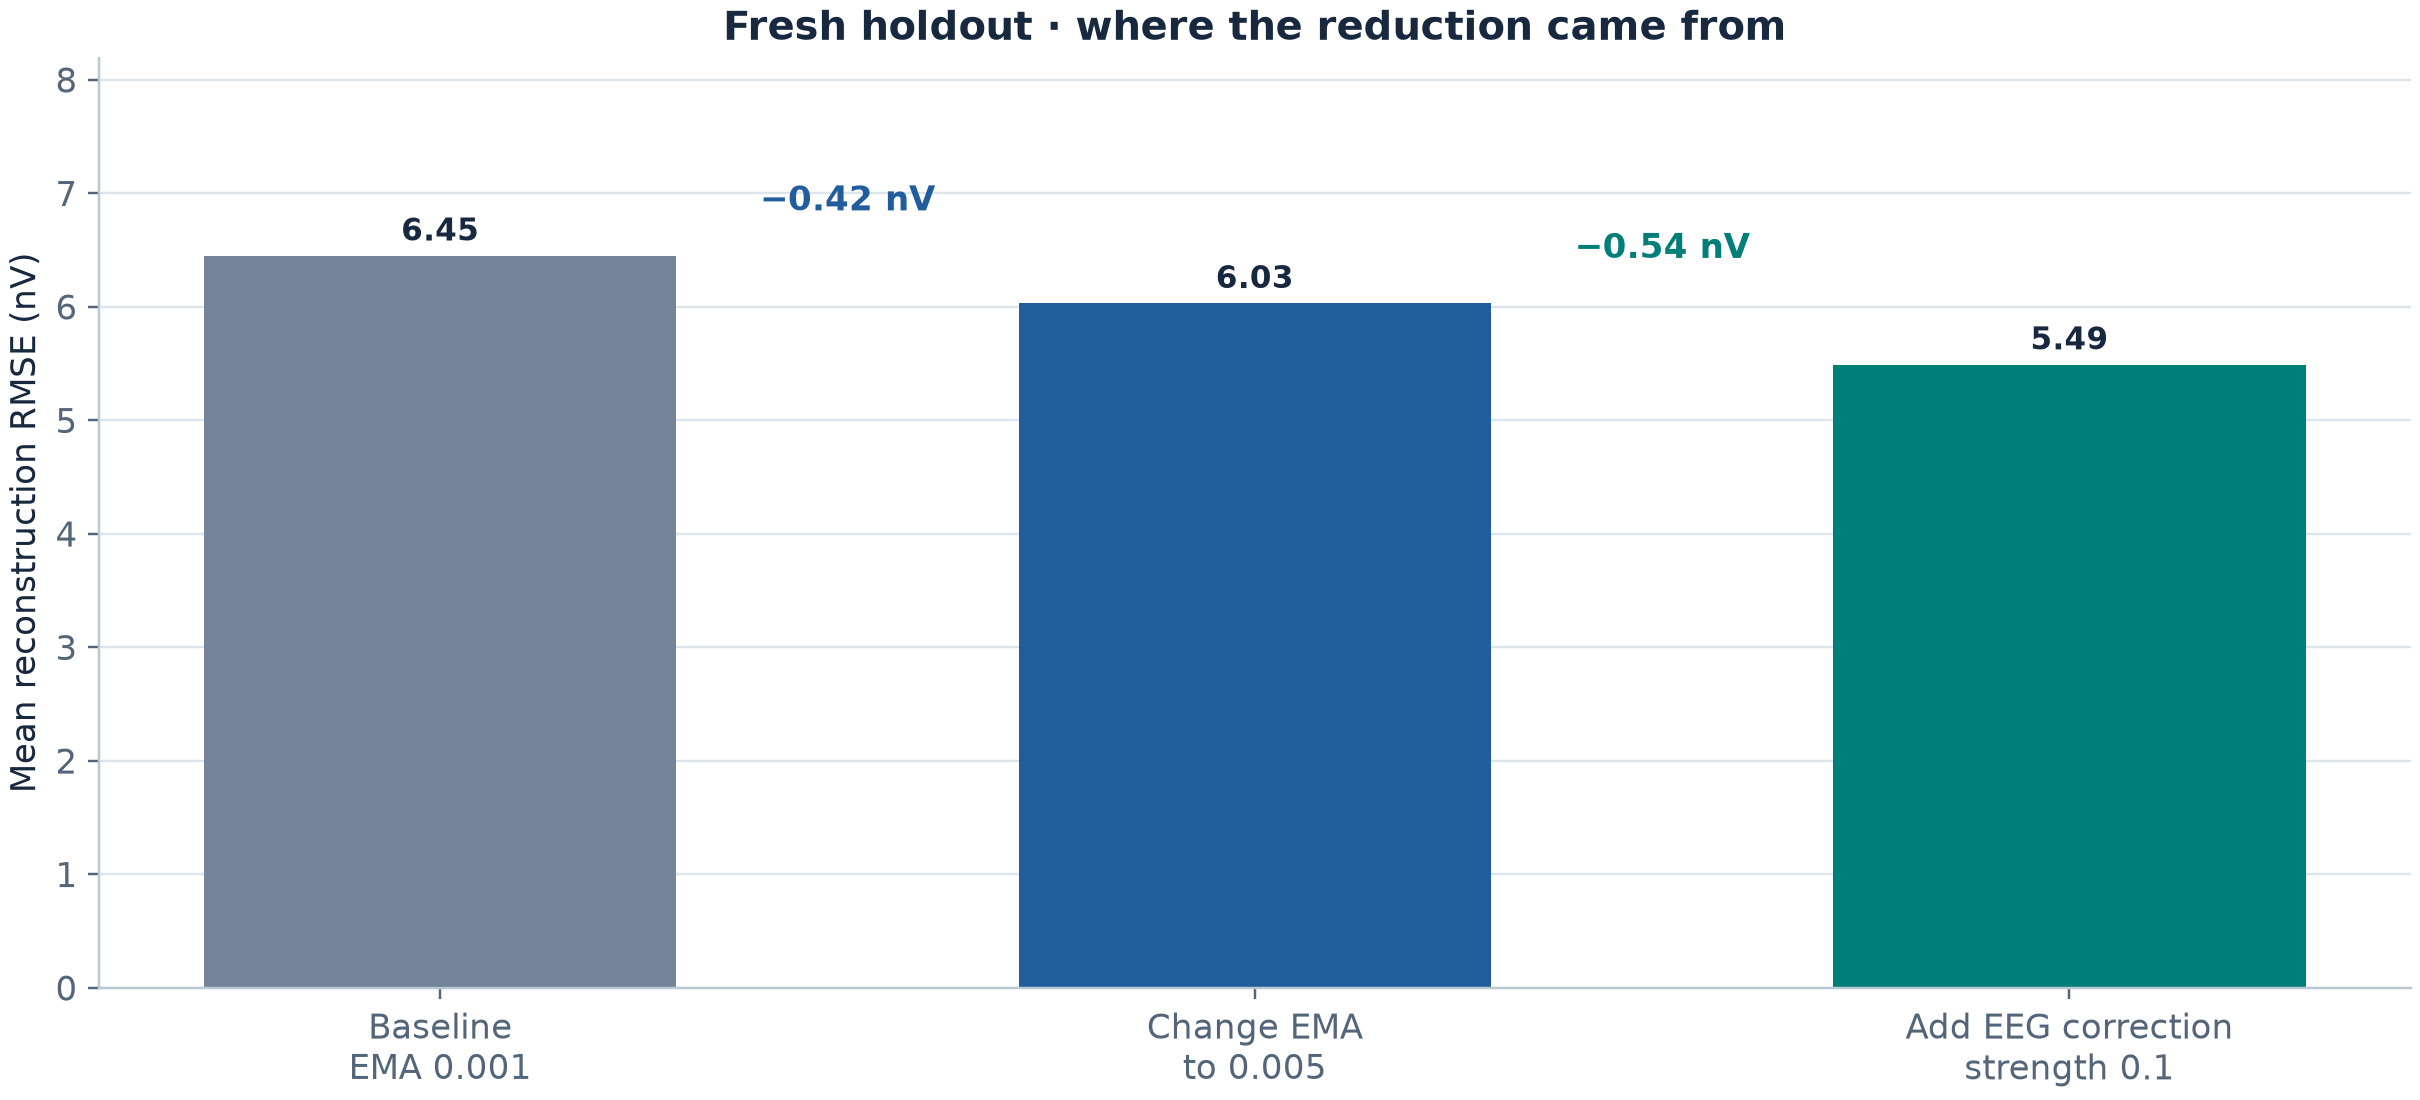 Fresh holdout · where the reduction came from
Mean reconstruction RMSE (nV)
8
7
6
5
4
3
2
1
0
6.45
−0.42 nV
6.03
−0.54 nV
5.49
Baseline
EMA 0.001
Change EMA
to 0.005
Add EEG correction
strength 0.1